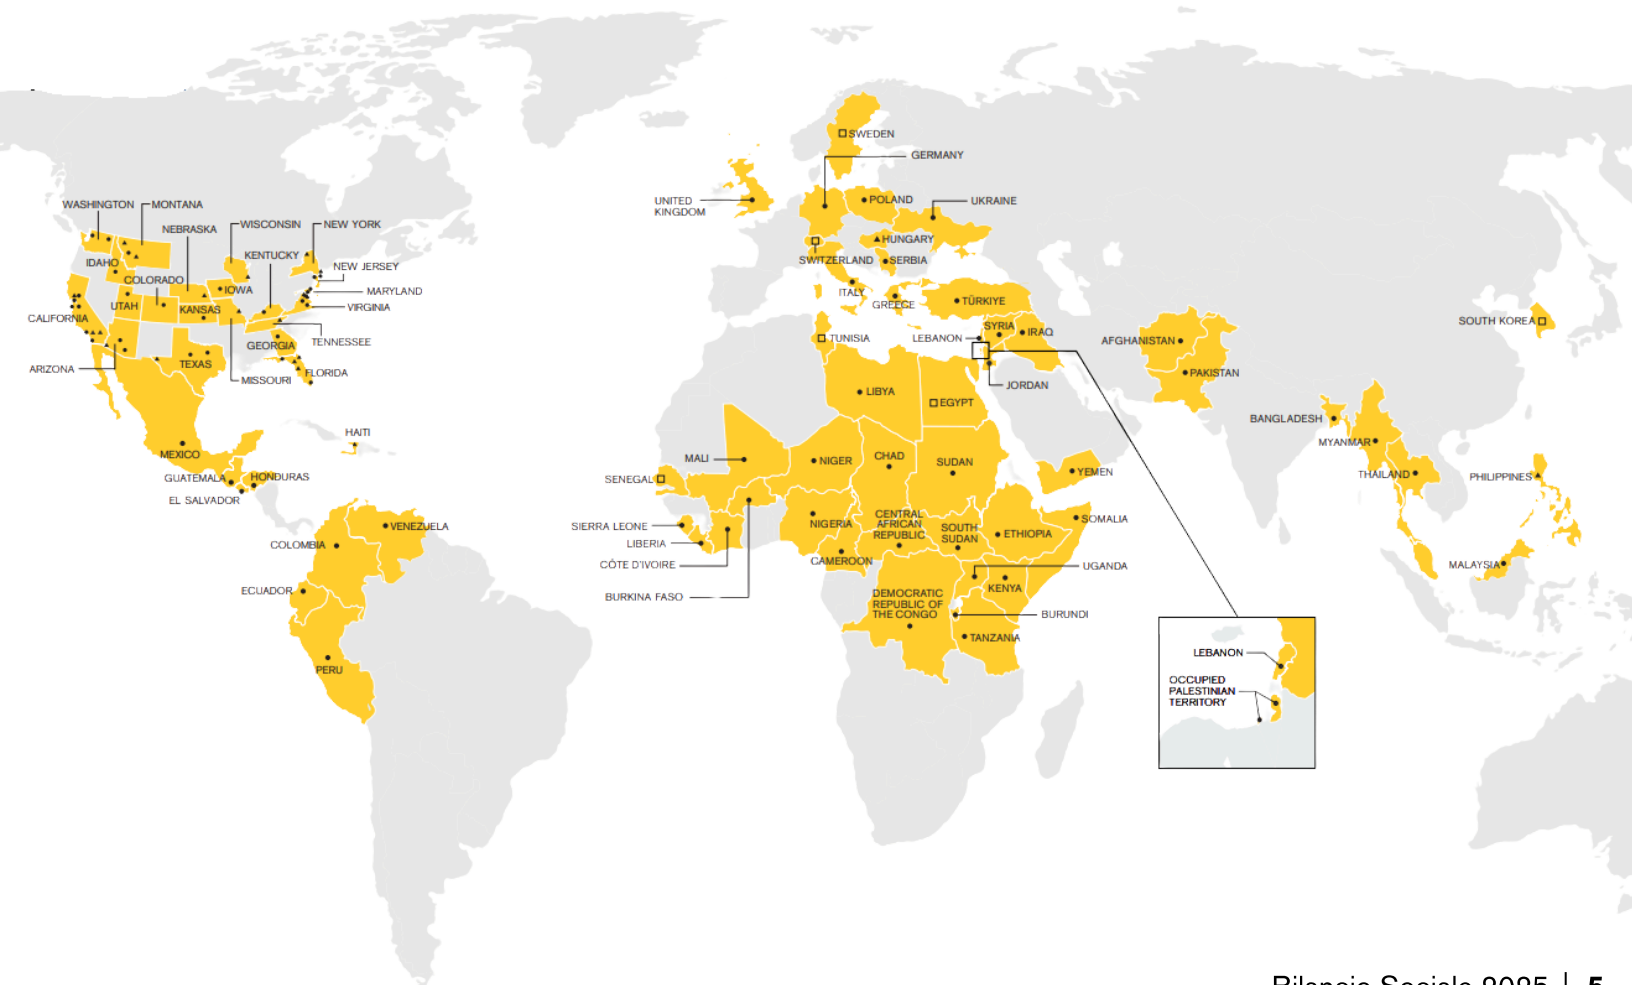 SWEDEN
GERMANY
UNITED
KINGDOM
POLAND
UKRAINE
HUNGARY
SWITZERLAND
SERBIA
ITALY
GREECE
TÜRKIYE
WASHINGTON
MONTANA
NEBRASKA
WISCONSIN
NEW YORK
KENTUCKY
NEW JERSEY
IDAHO
COLORADO
IOWA
MARYLAND
UTAH
KANSAS
VIRGINIA
CALIFORNIA
TENNESSEE
GEORGIA
ARIZONA
TEXAS
MISSOURI
FLORIDA
TUNISIA
LEBANON
SYRIA
IRAQ
JORDAN
LIBYA
EGYPT
AFGHANISTAN
PAKISTAN
SOUTH KOREA
BANGLADESH
MYANMAR
THAILAND
PHILIPPINES
MALAYSIA
HAITI
MEXICO
GUATEMALA
HONDURAS
EL SALVADOR
VENEZUELA
COLOMBIA
ECUADOR
PERU
MALI
NIGER
CHAD
SUDAN
YEMEN
SENEGAL
SIERRA LEONE
LIBERIA
CÔTE D'IVOIRE
BURKINA FASO
NIGERIA
CENTRAL
AFRICAN
REPUBLIC
SOUTH
SUDAN
ETHIOPIA
SOMALIA
CAMEROON
UGANDA
KENYA
DEMOCRATIC
REPUBLIC OF
THE CONGO
BURUNDI
TANZANIA
LEBANON
OCCUPIED
PALESTINIAN
TERRITORY
Bilancio Sociale 2025 | 5